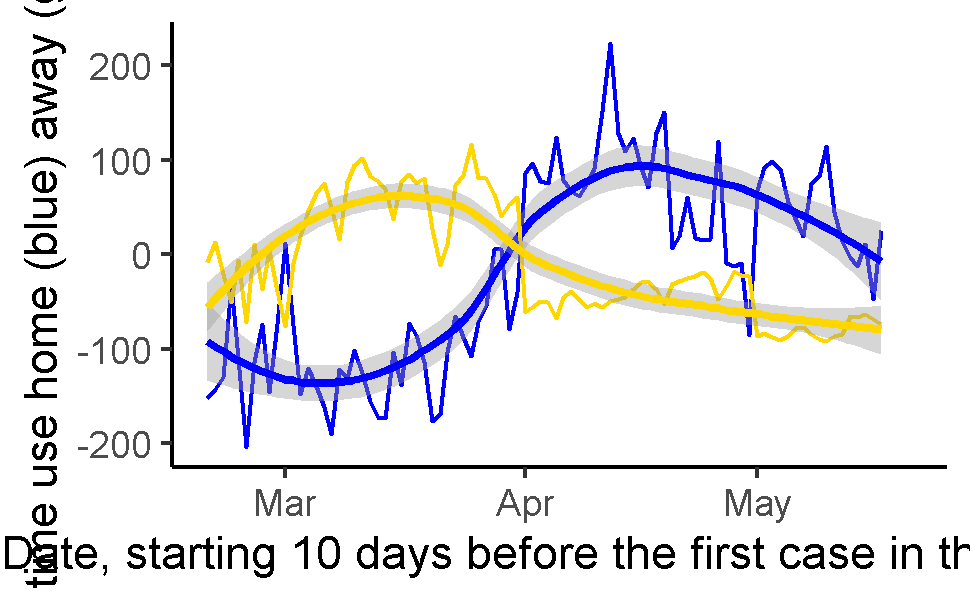 time use home (blue) away (
200
100
0
-100
-200
Mar Apr May
Date, starting 10 days before the first case in th